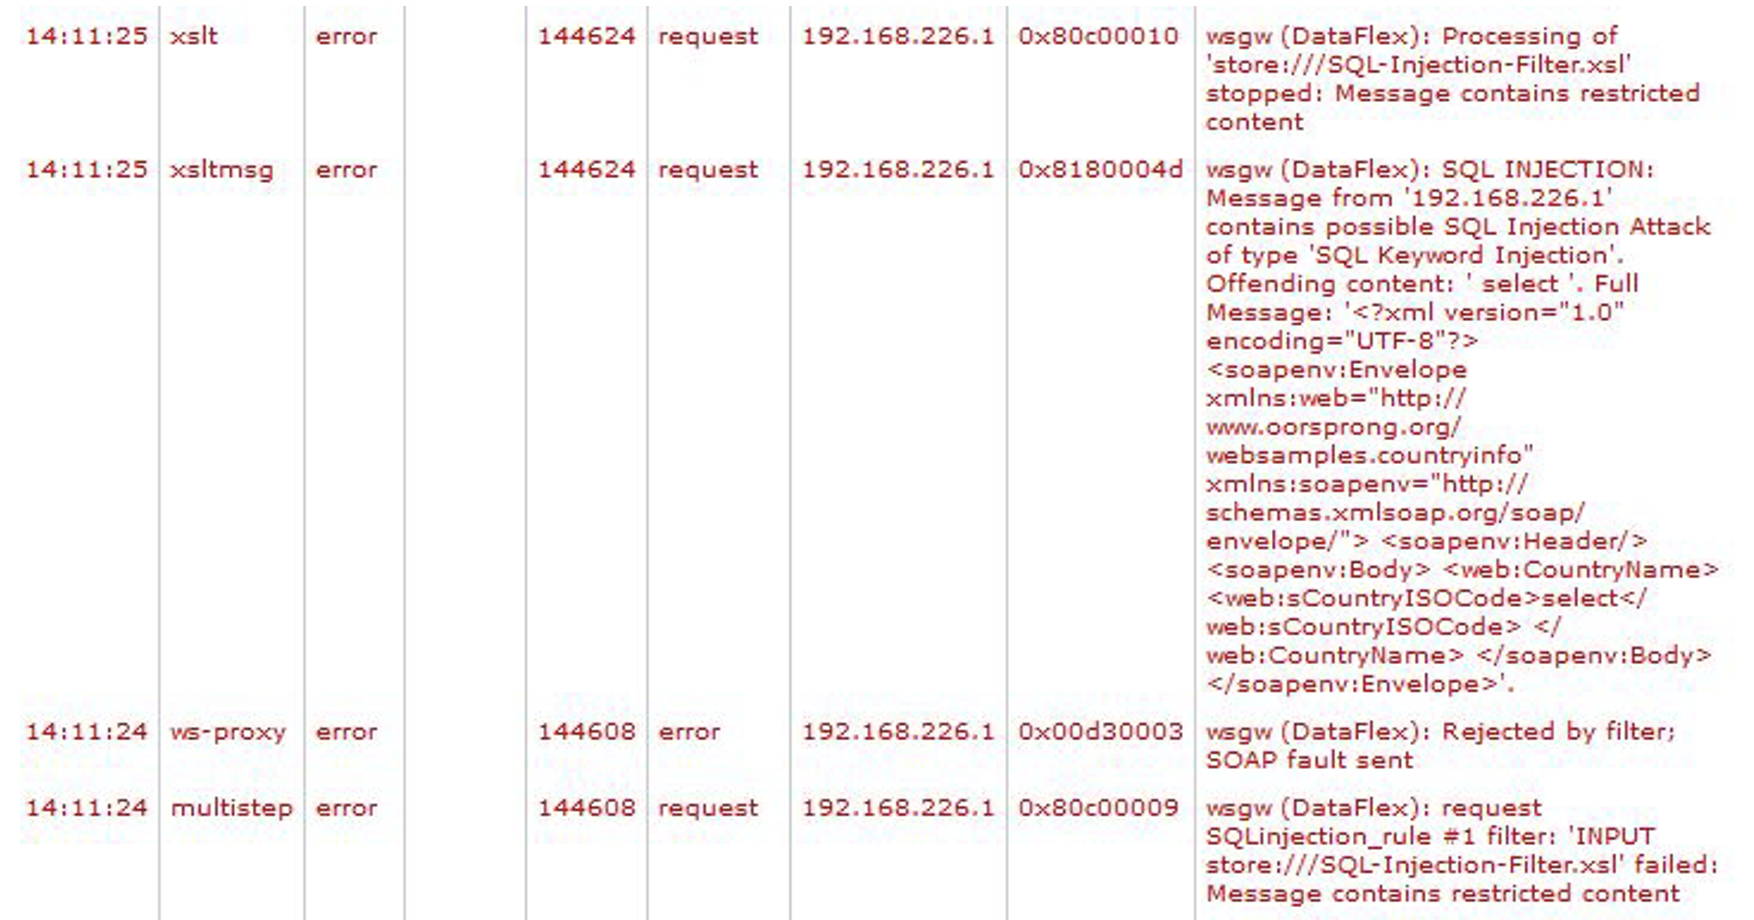 14:11:25 xslt error 144624 request 192.168.226.1 0x80c00010 wsgw (DataFlex): Processing of
'store:///SQL-Injection-Filter.xsl'
stopped: Message contains restricted
content
14:11:25 xsltmsg error 144624 request 192.168.226.1 0x8180004d wsgw (DataFlex): SQL INJECTION:
Message from '192.168.226.1'
contains possible SQL Injection Attack
of type 'SQL Keyword Injection'.
Offending content: ' select '. Full
Message: '<?xml version="1.0"
encoding="UTF-8"?>
<soapenv:Envelope
xmlns:web="http://
www.oorsprong.org/
websamples.countryinfo"
xmlns:soapenv="http://
schemas.xmlsoap.org/soap/
envelope/"> <soapenv:Header/>
<soapenv:Body> <web:CountryName>
<web:sCountryISOCode>select</
web:sCountryISOCode> </
web:CountryName> </soapenv:Body>
</soapenv:Envelope>'.
14:11:24 ws-proxy error 144608 error 192.168.226.1 0x00d30003 wsgw (DataFlex): Rejected by filter;
SOAP fault sent
14:11:24 multistep error 144608 request 192.168.226.1 0x80c00009 wsgw (DataFlex): request
SQLinjection_rule #1 filter: 'INPUT
store:///SQL-Injection-Filter.xsl' failed:
Message contains restricted content